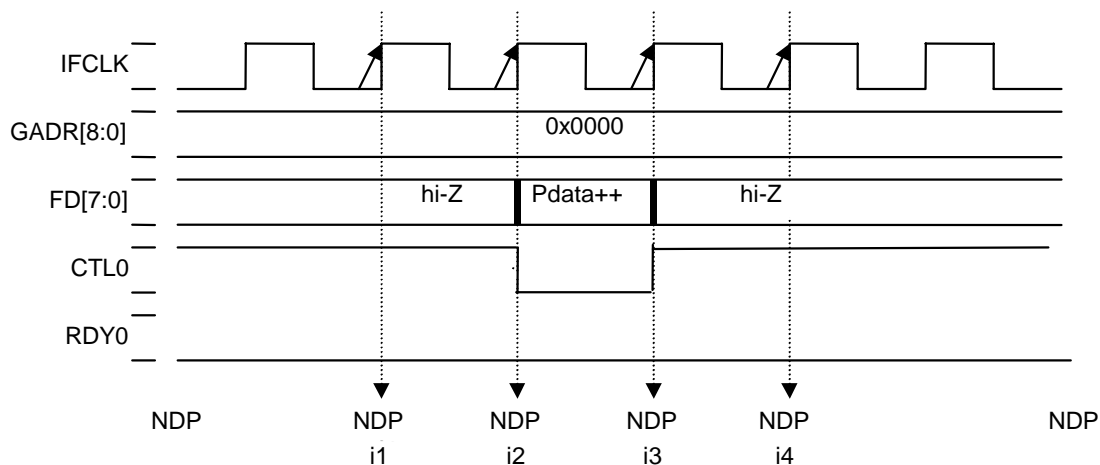 IFCLK
GADR[8:0]
0x0000
FD[7:0]
hi-Z
Pdata++
hi-Z
CTL0
RDY0
NDP NDP NDP NDP NDP NDP
i1 i2 i3 i4